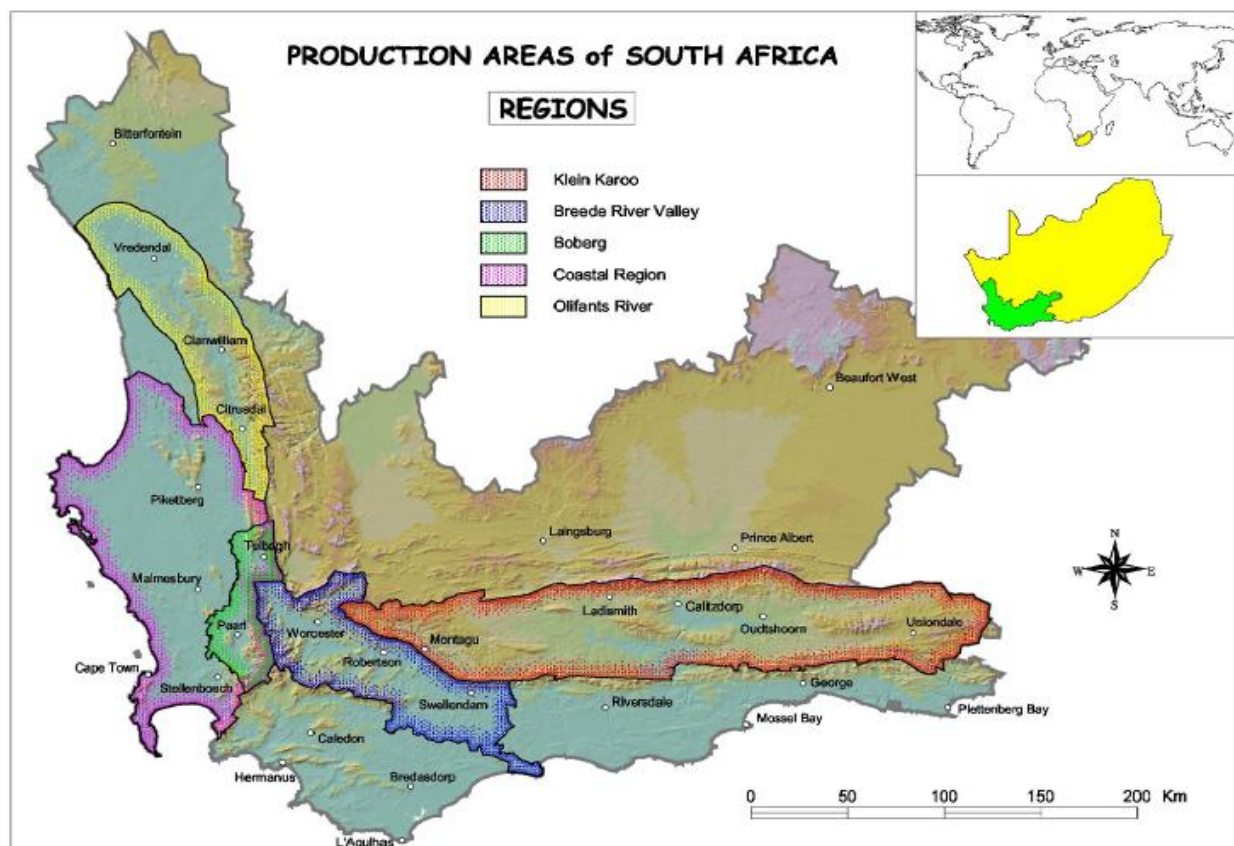 PRODUCTION AREAS of SOUTH AFRICA
REGIONS
Klein Karoo
Breede River Valley
Boberg
Coastal Region
Olifants River
Bitterfontein
Vredendal
Clanwilliam
Citrusdal
Beaufort West
Piketberg
Laingsburg
Prince Albert
Tulbagh
Malmesbury
Ladismith
Calitzdorp
Oudtshoorn
Uniondale
Worcester
Paarl
Montagu
Robertson
Cape Town
Stellenbosch
Swellendam
Riversdale
George
Mossel Bay
Plettenberg Bay
Caledon
Hermanus
Bredasdorp
L'Agulhas
N
W E
S
0 50 100 150 200 Km